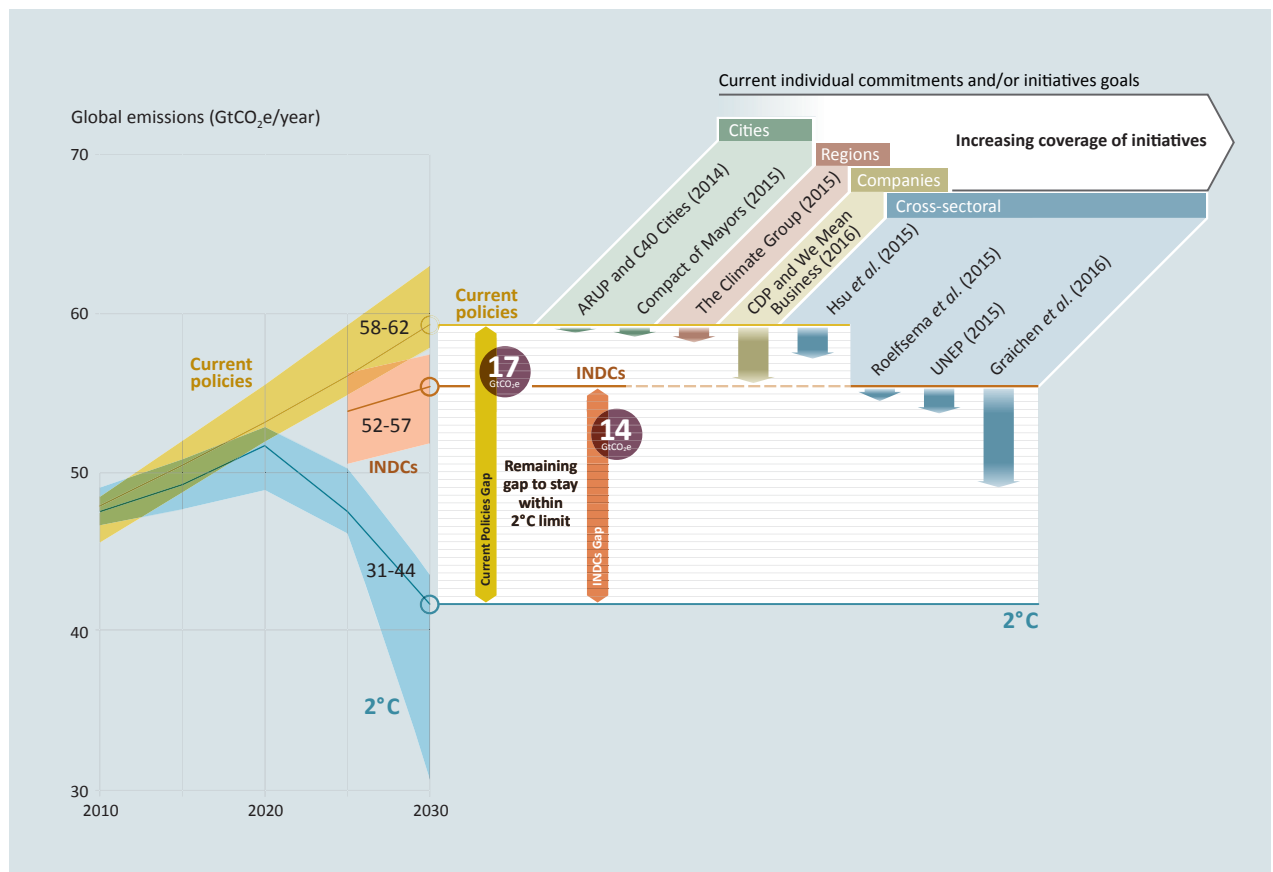 Current individual commitments and/or initiatives goals
Increasing coverage of initiatives
Cities
Regions
Companies
Cross-sectoral
Global emissions (GtCO2e/year)
70
60
50
40
30
2010
2020
2030
Current
policies
58-62
52-57
INDCs
31-44
2°C
Current
policies
17
GtCO2e
INDCs
14
GtCO2e
Remaining
gap to stay
within
2°C limit
Current Policies Gap
INDCs Gap
ARUP and C40 Cities (2014)
Compact of Mayors (2015)
The Climate Group (2015)
CDP and We Mean
Business (2016)
Hsu et al. (2015)
Roelfsema et al. (2015)
UNEP (2015)
Graichen et al. (2016)
2°C